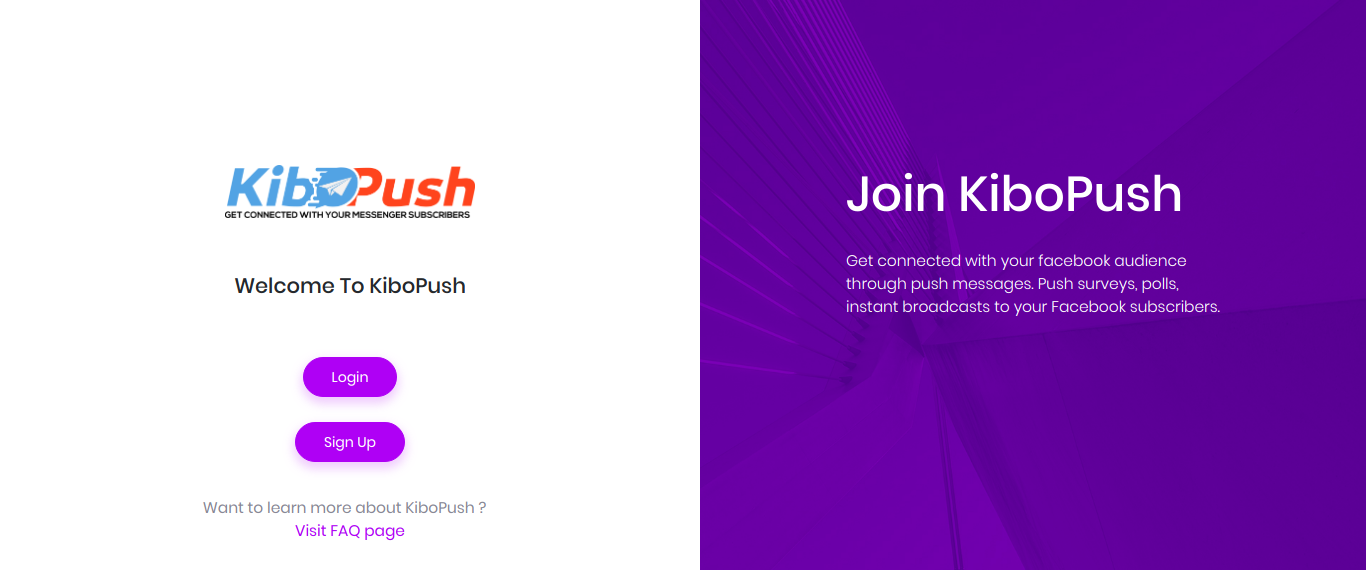 KiboPush
GET CONNECTED WITH YOUR MESSENGER SUBSCRIBERS
Welcome To KiboPush
Login
Sign Up
Want to learn more about KiboPush ?
Visit FAQ page
Join KiboPush
Get connected with your facebook audience
through push messages. Push surveys, polls,
instant broadcasts to your Facebook subscribers.